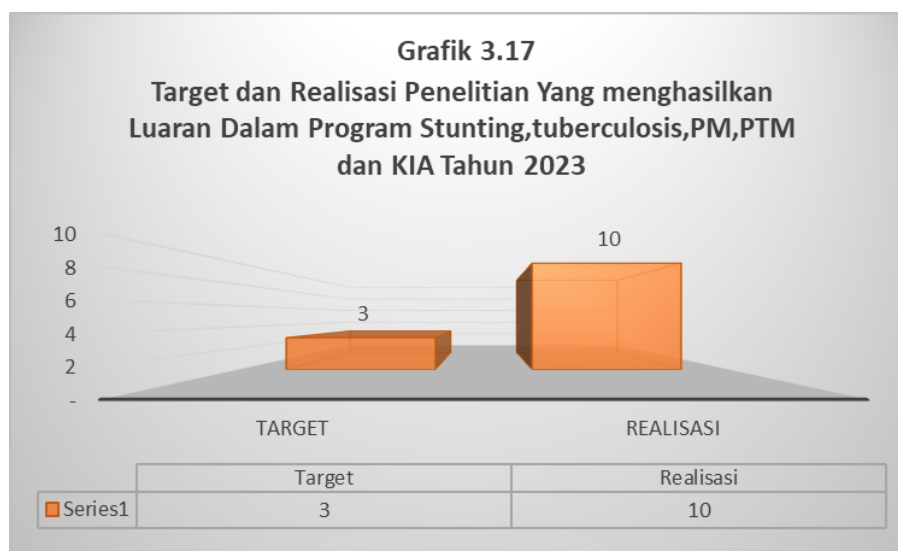 Grafik 3.17
Target dan Realisasi Penelitian Yang menghasilkan
Luaran Dalam Program Stunting,tuberculosis,PM,PTM
dan KIA Tahun 2023
10
8
6
4
2
-
3
10
TARGET
REALISASI
Target
Realisasi
Series1
3
10